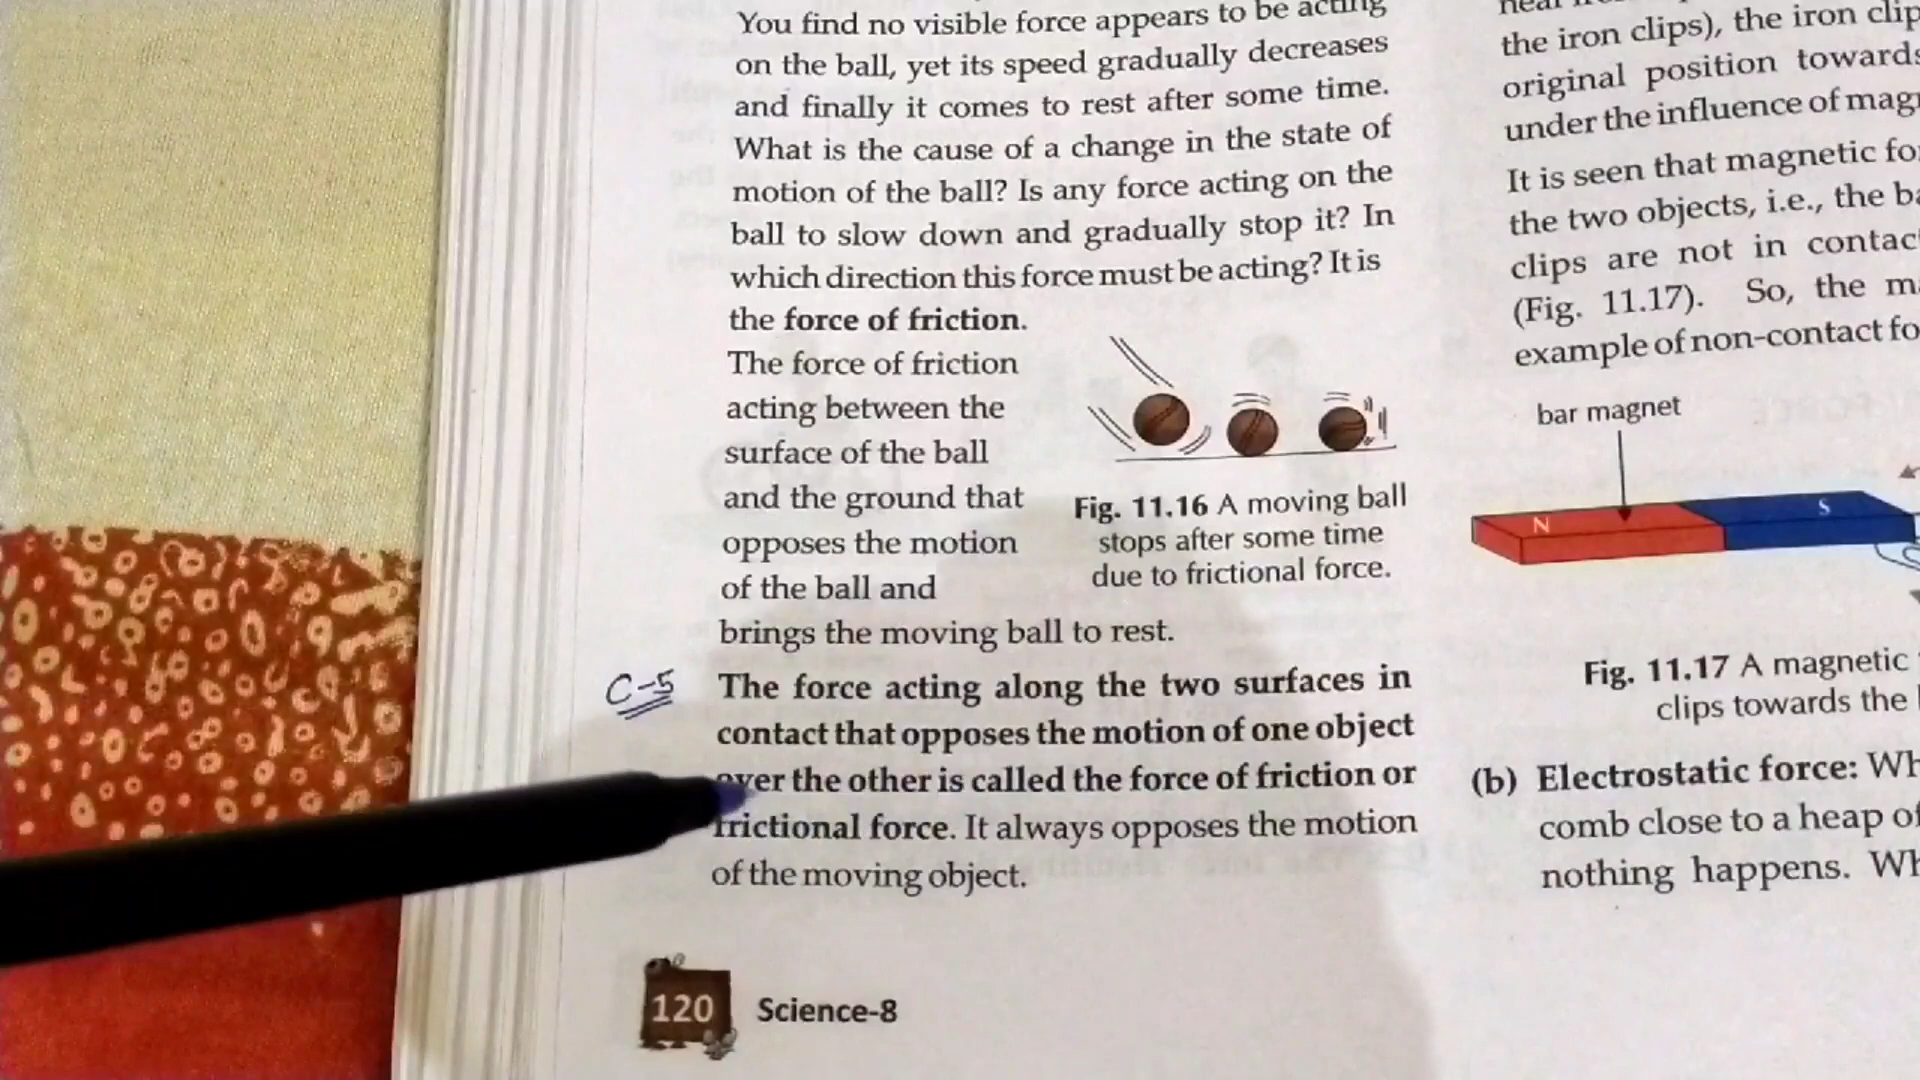 You find no visible force appears to be acting
on the ball, yet its speed gradually decreases
and finally it comes to rest after some time.
What is the cause of a change in the state of
motion of the ball? Is any force acting on the
ball to slow down and gradually stop it? In
which direction this force must be acting? It is
the force of friction.
The force of friction
acting between the
surface of the ball
and the ground that
opposes the motion
of the ball and
brings the moving ball to rest.
Fig. 11.16 A moving ball
stops after some time
due to frictional force.
C-5
The force acting along the two surfaces in
contact that opposes the motion of one object
over the other is called the force of friction or
frictional force. It always opposes the motion
of the moving object.
120 Science-8
the iron clips), the iron clip
original position towards
under the influence of mag
It is seen that magnetic fo
the two objects, i.e., the ba
clips are not in contac
(Fig. 11.17). So, the m
example of non-contact fo
bar magnet
N S
Fig. 11.17 A magnetic
clips towards the
(b) Electrostatic force: Wh
comb close to a heap of
nothing happens. Wh